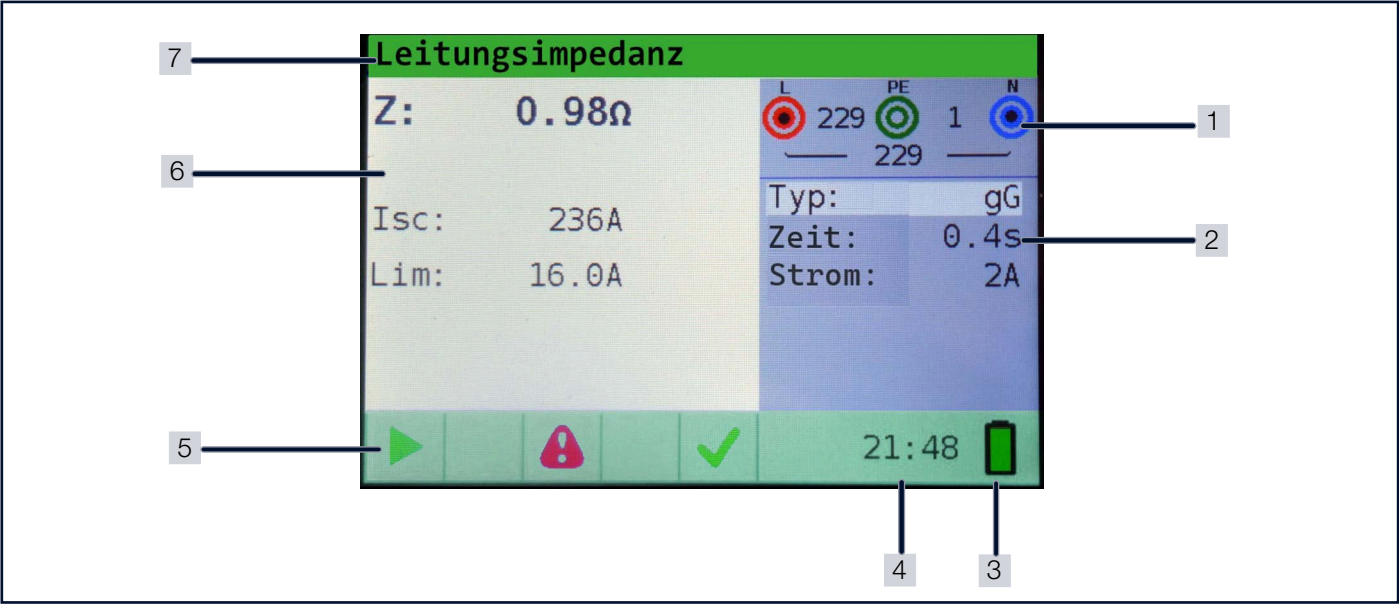 7
Leitungsimpedanz
Z: 0.98Ω
L 229 PE 1 N
229
1
6
Isc: 236A
Lim: 16.0A
Typ: gG
Zeit: 0.4s
Strom: 2A
2
5
21:48
4
3